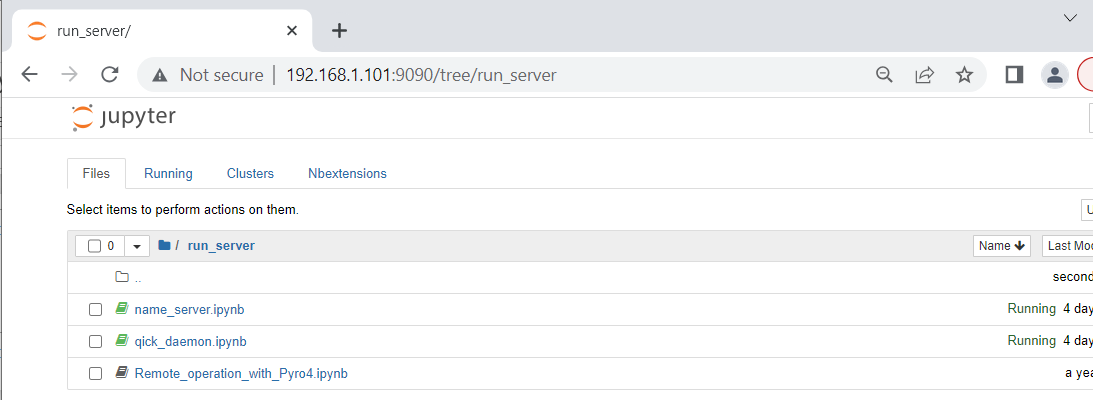 run_server/
Not secure | 192.168.1.101:9090/tree/run_server
jupyter
Files Running Clusters Nbextensions
Select items to perform actions on them.
0 / run_server Name Last Mod
.. second
name_server.ipynb Running 4 day
qick_daemon.ipynb Running 4 day
Remote_operation_with_Pyro4.ipynb a yea